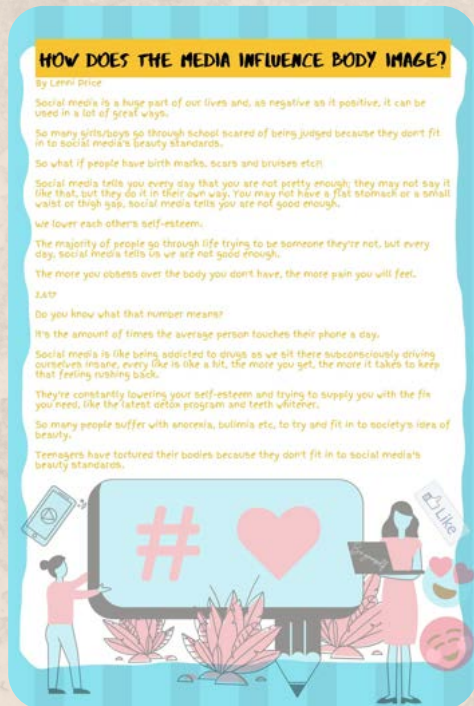 HOW DOES THE MEDIA INFLUENCE BODY IMAGE?
By Lenni Price
Social media is a huge part of our lives and, as negative as it positive, it can be
used in a lot of great ways.
So many girls/boys go through school scared of being judged because they don't fit
in to social media's beauty standards.
So what if people have birth marks, scars and bruises etc!!
Social media tells you every day that you are not pretty enough; they may not say it
like that, but they do it in their own way. You may not have a flat stomach or a small
waist or thigh gap, social media tells you are not good enough.
We lower each other's self-esteem.
The majority of people go through life trying to be someone they're not, but every
day, social media tells us we are not good enough.
The more you obsess over the body you don't have, the more pain you will feel.
2,617
Do you know what that number means?
It's the amount of times the average person touches their phone a day.
Social media is like being addicted to drugs as we sit there subconsciously driving
ourselves insane, every like is like a hit, the more you get, the more it takes to keep
that feeling rushing back.
They're constantly lowering your self-esteem and trying to supply you with the fix
you need, like the latest detox program and teeth whitener.
So many people suffer with anorexia, bulimia etc, to try and fit in to society's idea of
beauty.
Teenagers have tortured their bodies because they don't fit in to social media's
beauty standards.
#
Like